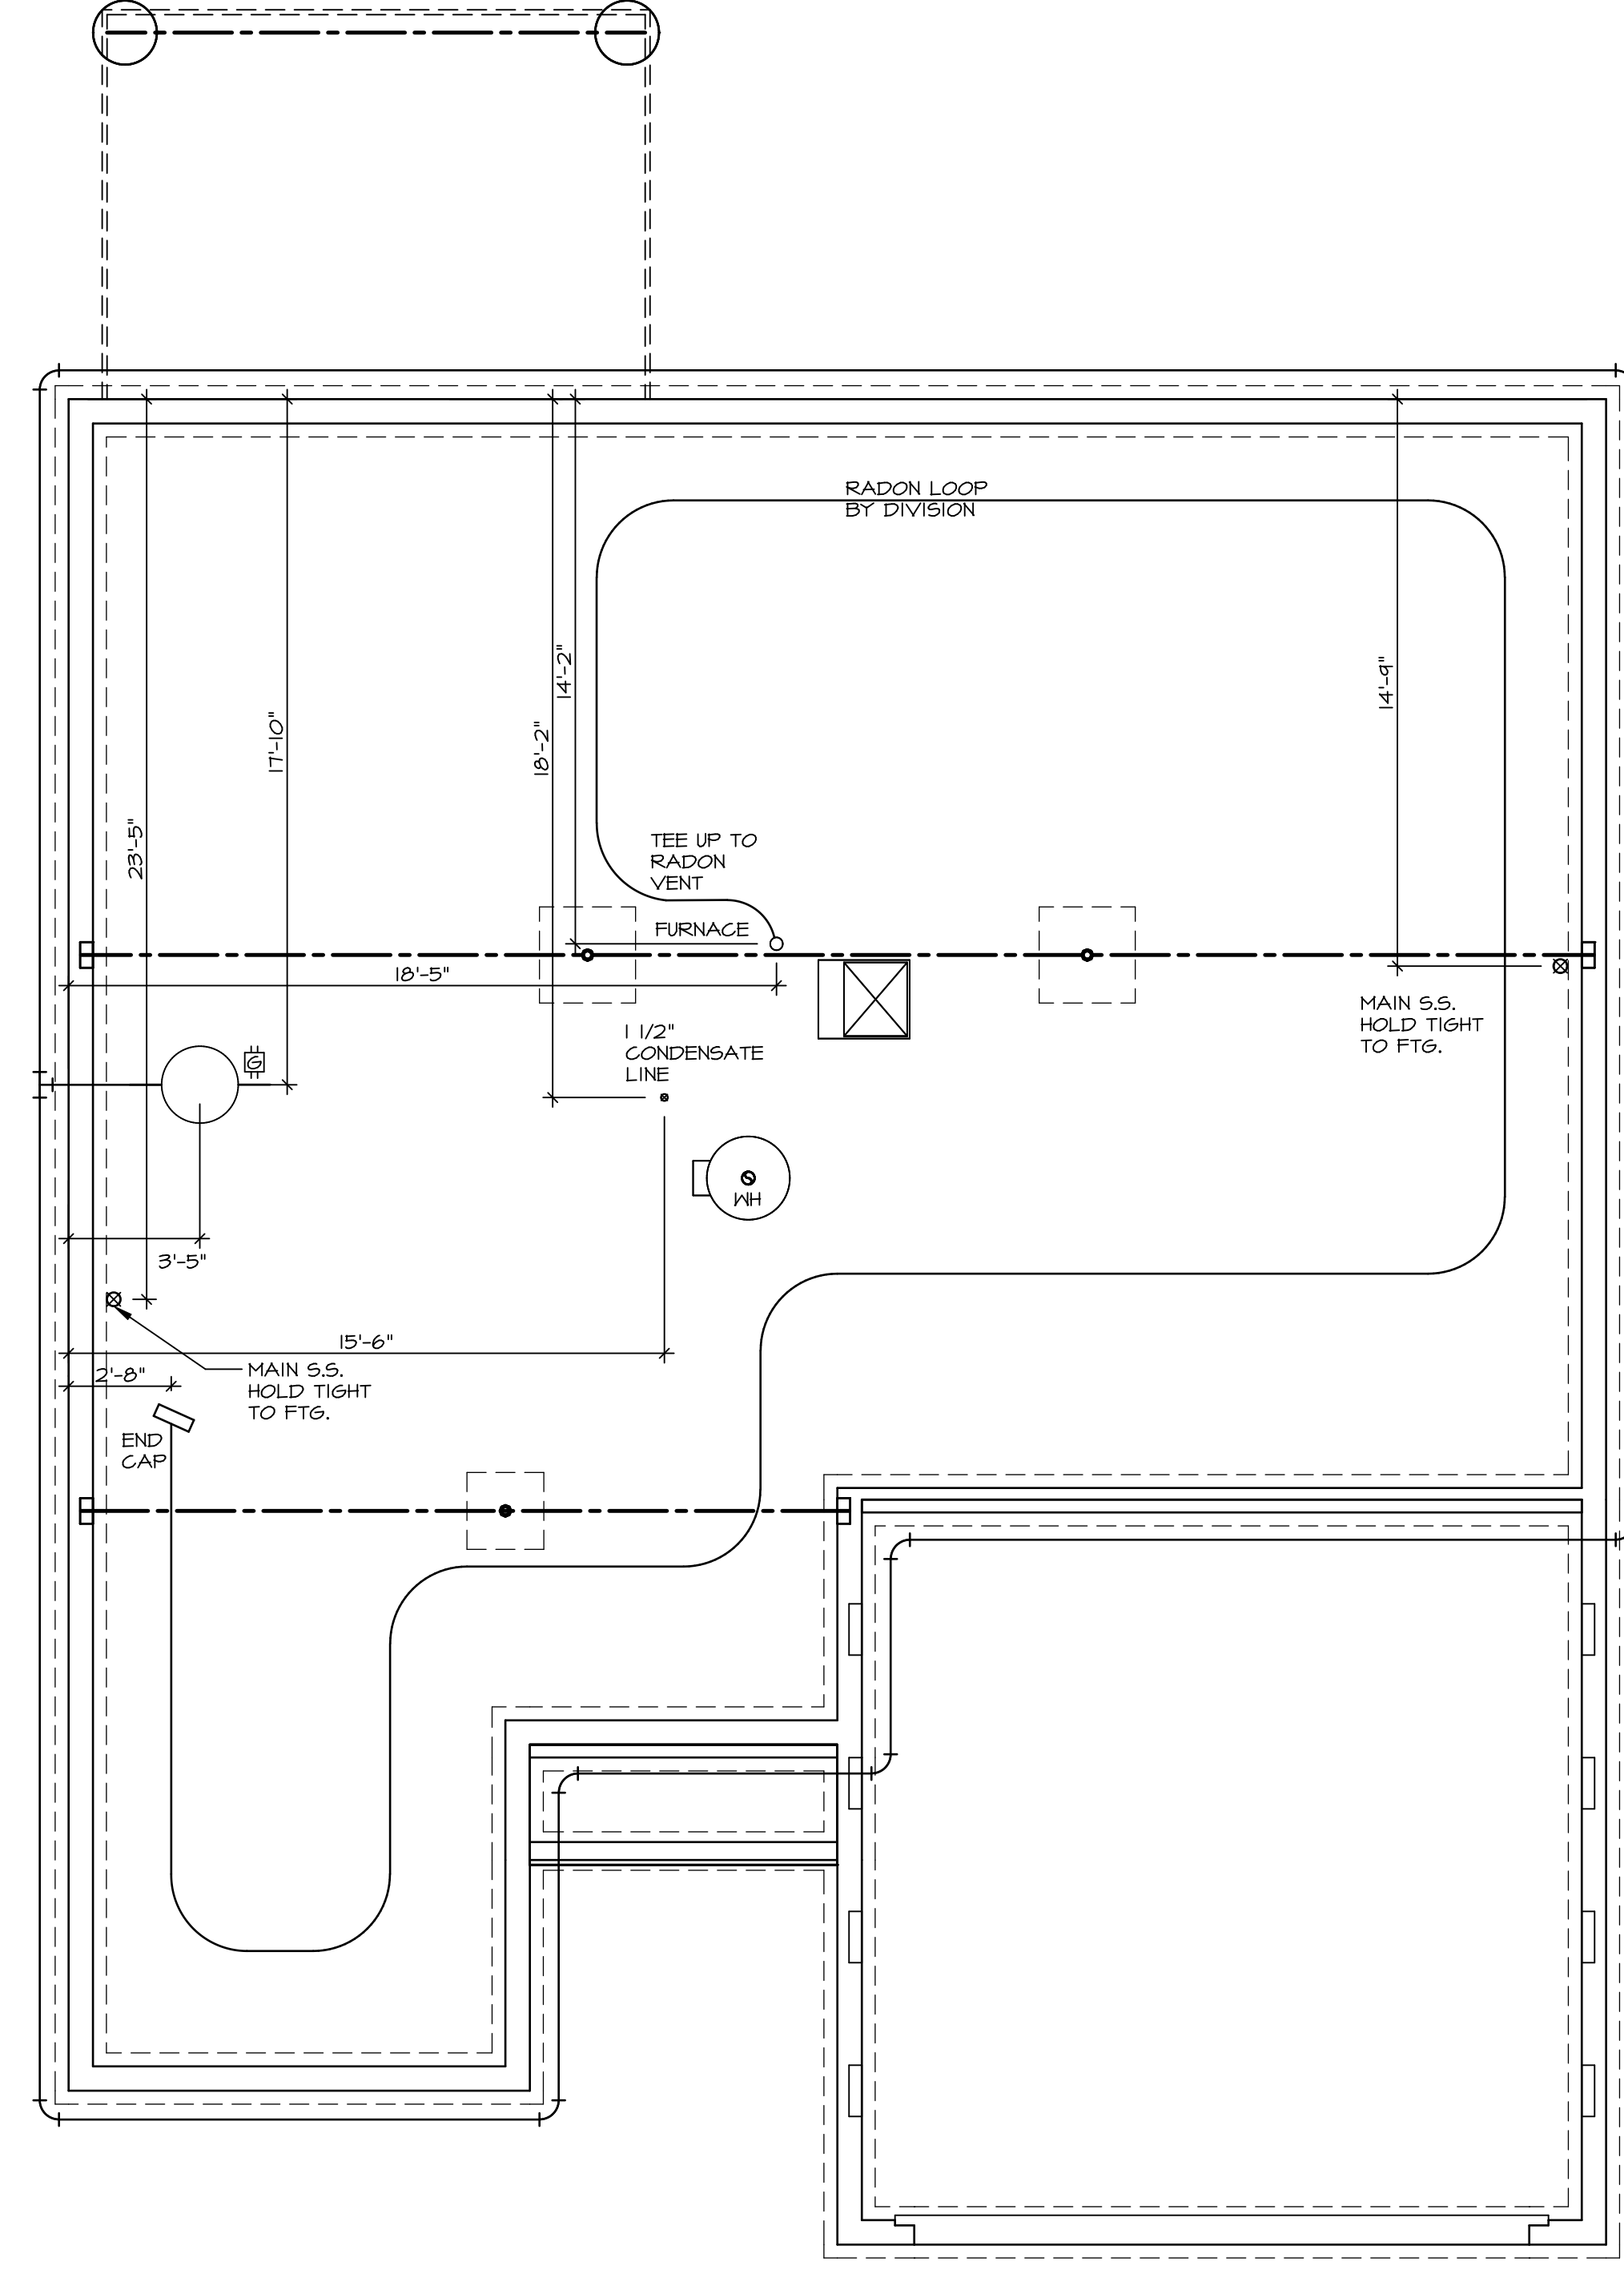 RADON LOOP
BY DIVISION
14'-2"
14'-9"
17'-10"
18'-2"
23'-5"
TEE UP TO
RADON
VENT
FURNACE
18'-5"
MAIN S.S.
HOLD TIGHT
TO FTG.
1 1/2"
CONDENSATE
LINE
G
WH
3'-5"
15'-6"
2'-8"
MAIN S.S.
HOLD TIGHT
TO FTG.
END
CAP